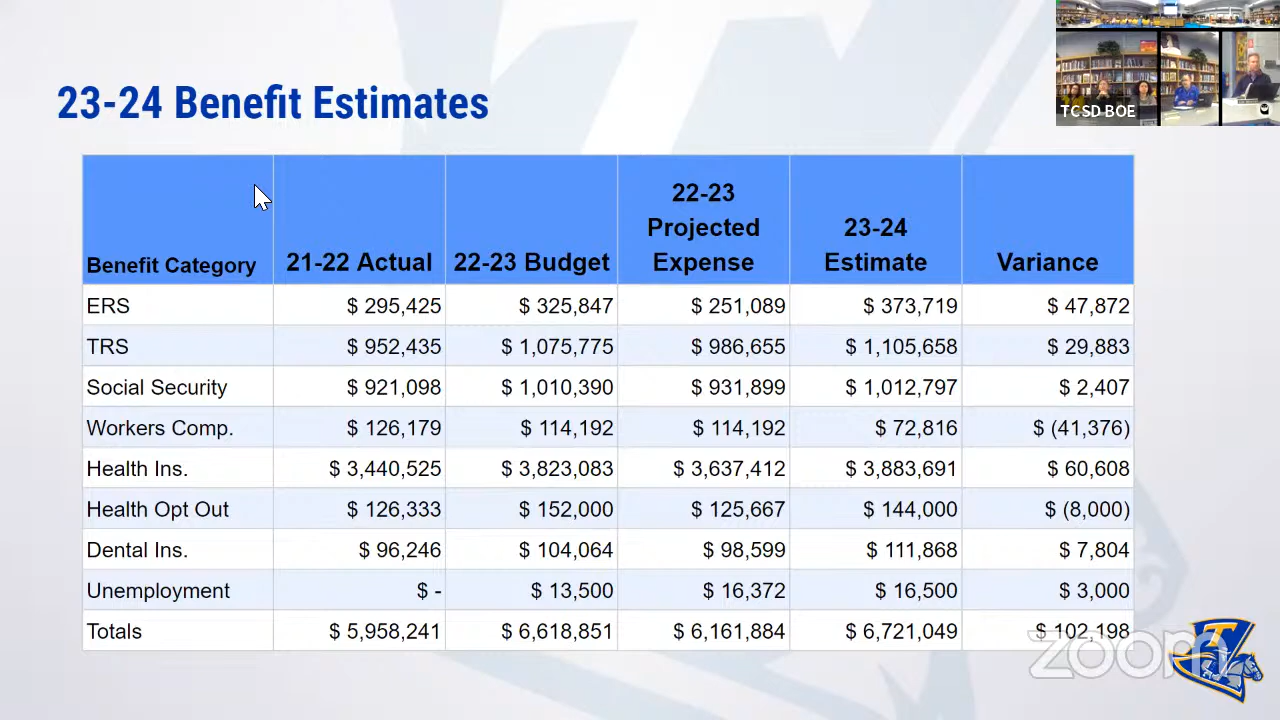 TCSD BOE
23-24 Benefit Estimates
22-23
Projected
23-24
Benefit Category 21-22 Actual 22-23 Budget Expense Estimate Variance
ERS $ 295,425 $ 325,847 $ 251,089 $ 373,719 $ 47,872
TRS $ 952,435 $ 1,075,775 $ 986,655 $ 1,105,658 $ 29,883
Social Security $ 921,098 $ 1,010,390 $ 931,899 $ 1,012,797 $ 2,407
Workers Comp. $ 126,179 $ 114,192 $ 114,192 $ 72,816 $ (41,376)
Health Ins. $ 3,440,525 $ 3,823,083 $ 3,637,412 $ 3,883,691 $ 60,608
Health Opt Out $ 126,333 $ 152,000 $ 125,667 $ 144,000 $ (8,000)
Dental Ins. $ 96,246 $ 104,064 $ 98,599 $ 111,868 $ 7,804
Unemployment $ - $ 13,500 $ 16,372 $ 16,500 $ 3,000
Totals $ 5,958,241 $ 6,618,851 $ 6,161,884 $ 6,721,049 $ 102,198
zoom